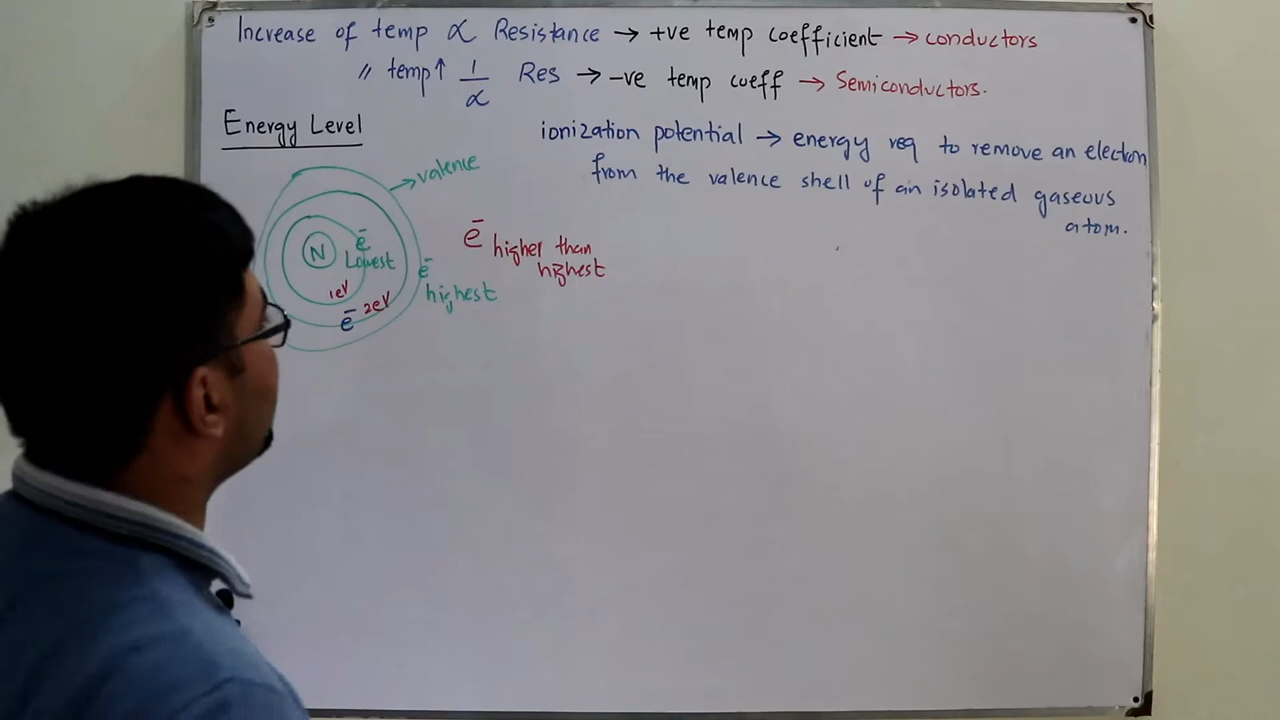 Increase of temp ∝ Resistance → +ve temp coefficient → conductors
〃 temp↑ 1/∝ Res → -ve temp coeff → Semiconductors.
Energy Level
ionization potential → energy req to remove an electron
from the valence shell of an isolated gaseous
atom.
→ valence
N
e⁻
Lowest
e⁻
highest
1eV
2eV
e⁻
e⁻ higher than
highest